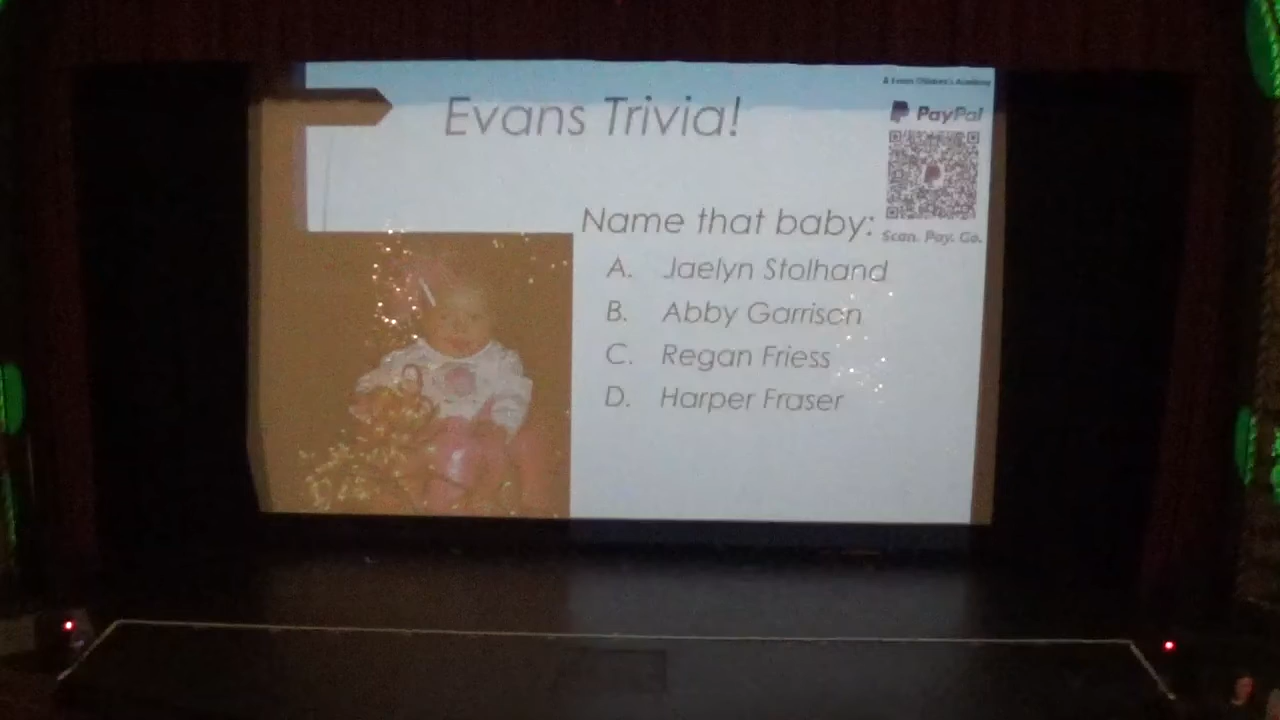 Evans Trivia!
PayPal
Scan. Pay. Go.
Name that baby:
A. Jaelyn Stolhand
B. Abby Garrison
C. Regan Friess
D. Harper Fraser